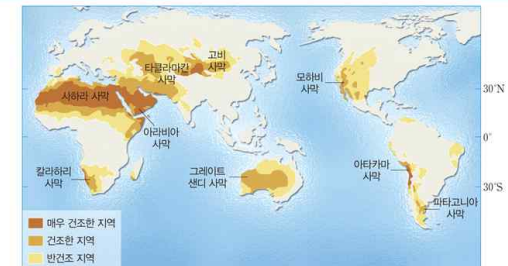 고비
사막
타클라마칸
사막
모하비
사막
사하라 사막
30°N
아라비아
사막
0°
칼라하리
사막
그레이트
샌디 사막
아타카마
사막
30°S
파타고니아
사막
매우 건조한 지역
건조한 지역
반건조 지역